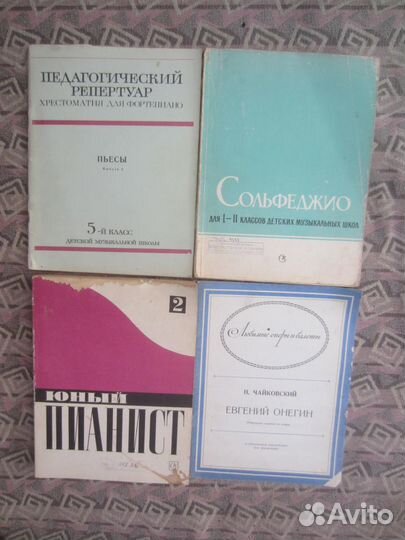 ПЕДАГОГИЧЕСКИЙ
РЕПЕРТУАР
ХРЕСТОМАТИЯ ДЛЯ ФОРТЕПИАНО
ПЬЕСЫ
Выпуск
5-й КЛАСС
ДЕТСКОЙ МУЗЫКАЛЬНОЙ ШКОЛЫ
СОЛЬФЕДЖИО
ДЛЯ I–II КЛАССОВ ДЕТСКИХ МУЗЫКАЛЬНЫХ ШКОЛ
2
ЮНЫЙ
ПИАНИСТ
Любимые оперы и балеты
П. ЧАЙКОВСКИЙ
ЕВГЕНИЙ ОНЕГИН
Avito